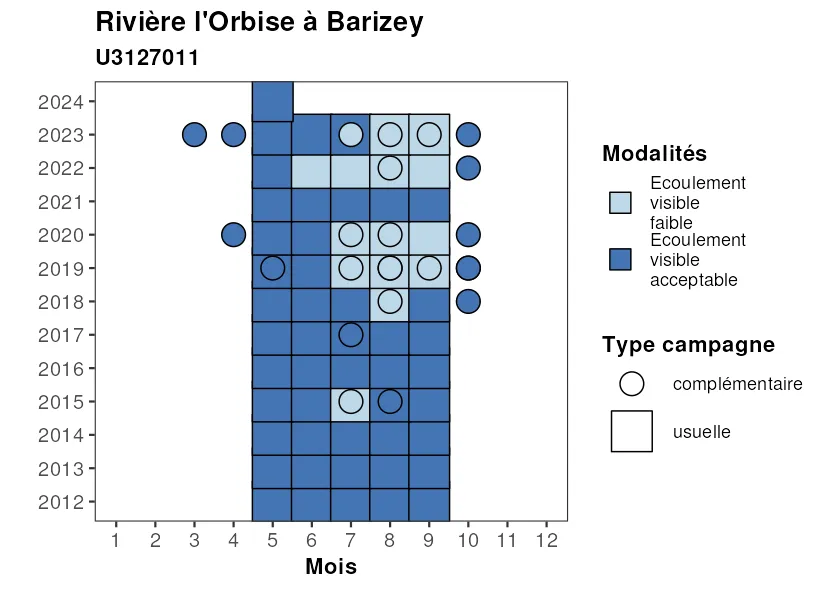 Rivière l'Orbise à Barizey
U3127011
2024
2023
2022
2021
2020
2019
2018
2017
2016
2015
2014
2013
2012
1 2 3 4 5 6 7 8 9 10 11 12
Mois
Modalités
Ecoulement
visible
faible
Ecoulement
visible
acceptable
Type campagne
complémentaire
usuelle